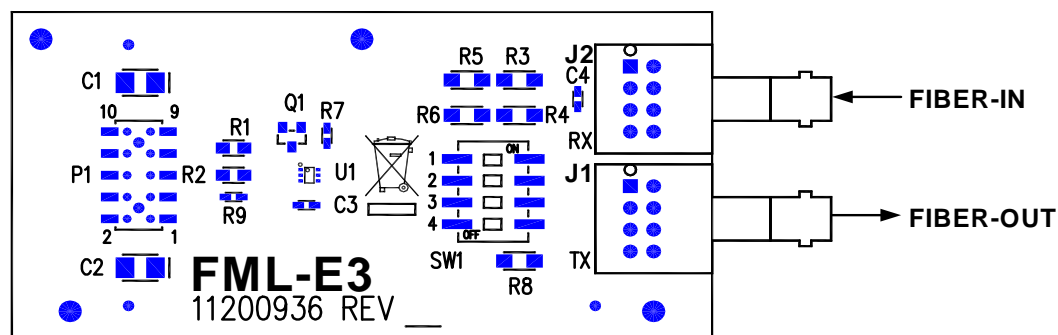 R5 R3 J2
C1 C4
FIBER-IN
10 9 Q1 R7 R6 R4
R1 RX
ON
1
P1 R2 U1 2 J1
3
R9 C3 4 FIBER-OUT
2 1 OFF
C2 SW1 TX
FML-E3 R8
11200936 REV __